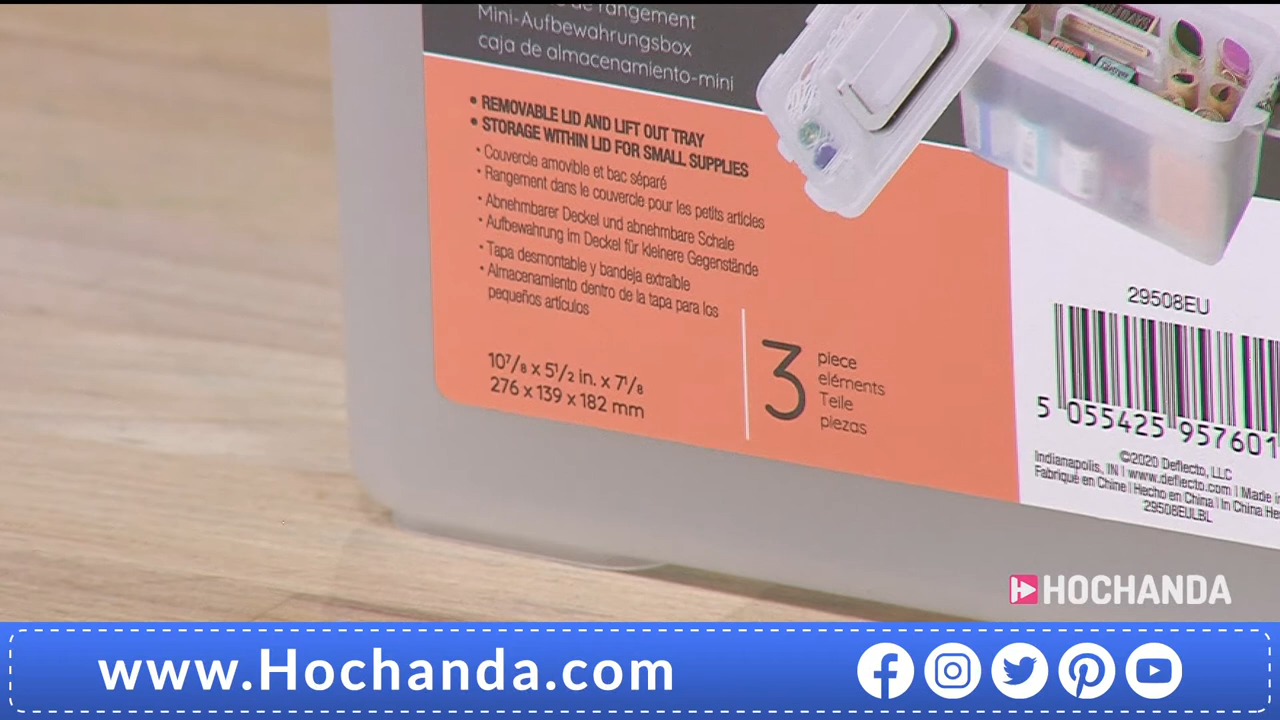 de rangement
Mini-Aufbewahrungsbox
caja de almacenamiento-mini
• REMOVABLE LID AND LIFT OUT TRAY
• STORAGE WITHIN LID FOR SMALL SUPPLIES
• Couvercle amovible et bac séparé
• Rangement dans le couvercle pour les petits articles
• Abnehmbarer Deckel und abnehmbare Schale
• Aufbewahrung im Deckel für kleinere Gegenstände
• Tapa desmontable y bandeja extraíble
• Almacenamiento dentro de la tapa para los
pequeños artículos
10⁷/₈ x 5¹/₂ in. x 7¹/₈
276 x 139 x 182 mm
3
piece
eléments
Teile
piezas
29508EU
5 055425 957601
©2020 Deflecto, LLC
Indianapolis, IN | www.deflecto.com | Made in
Fabriqué en Chine | Hecho en China | In China
29508EULBL
HOCHANDA
www.Hochanda.com